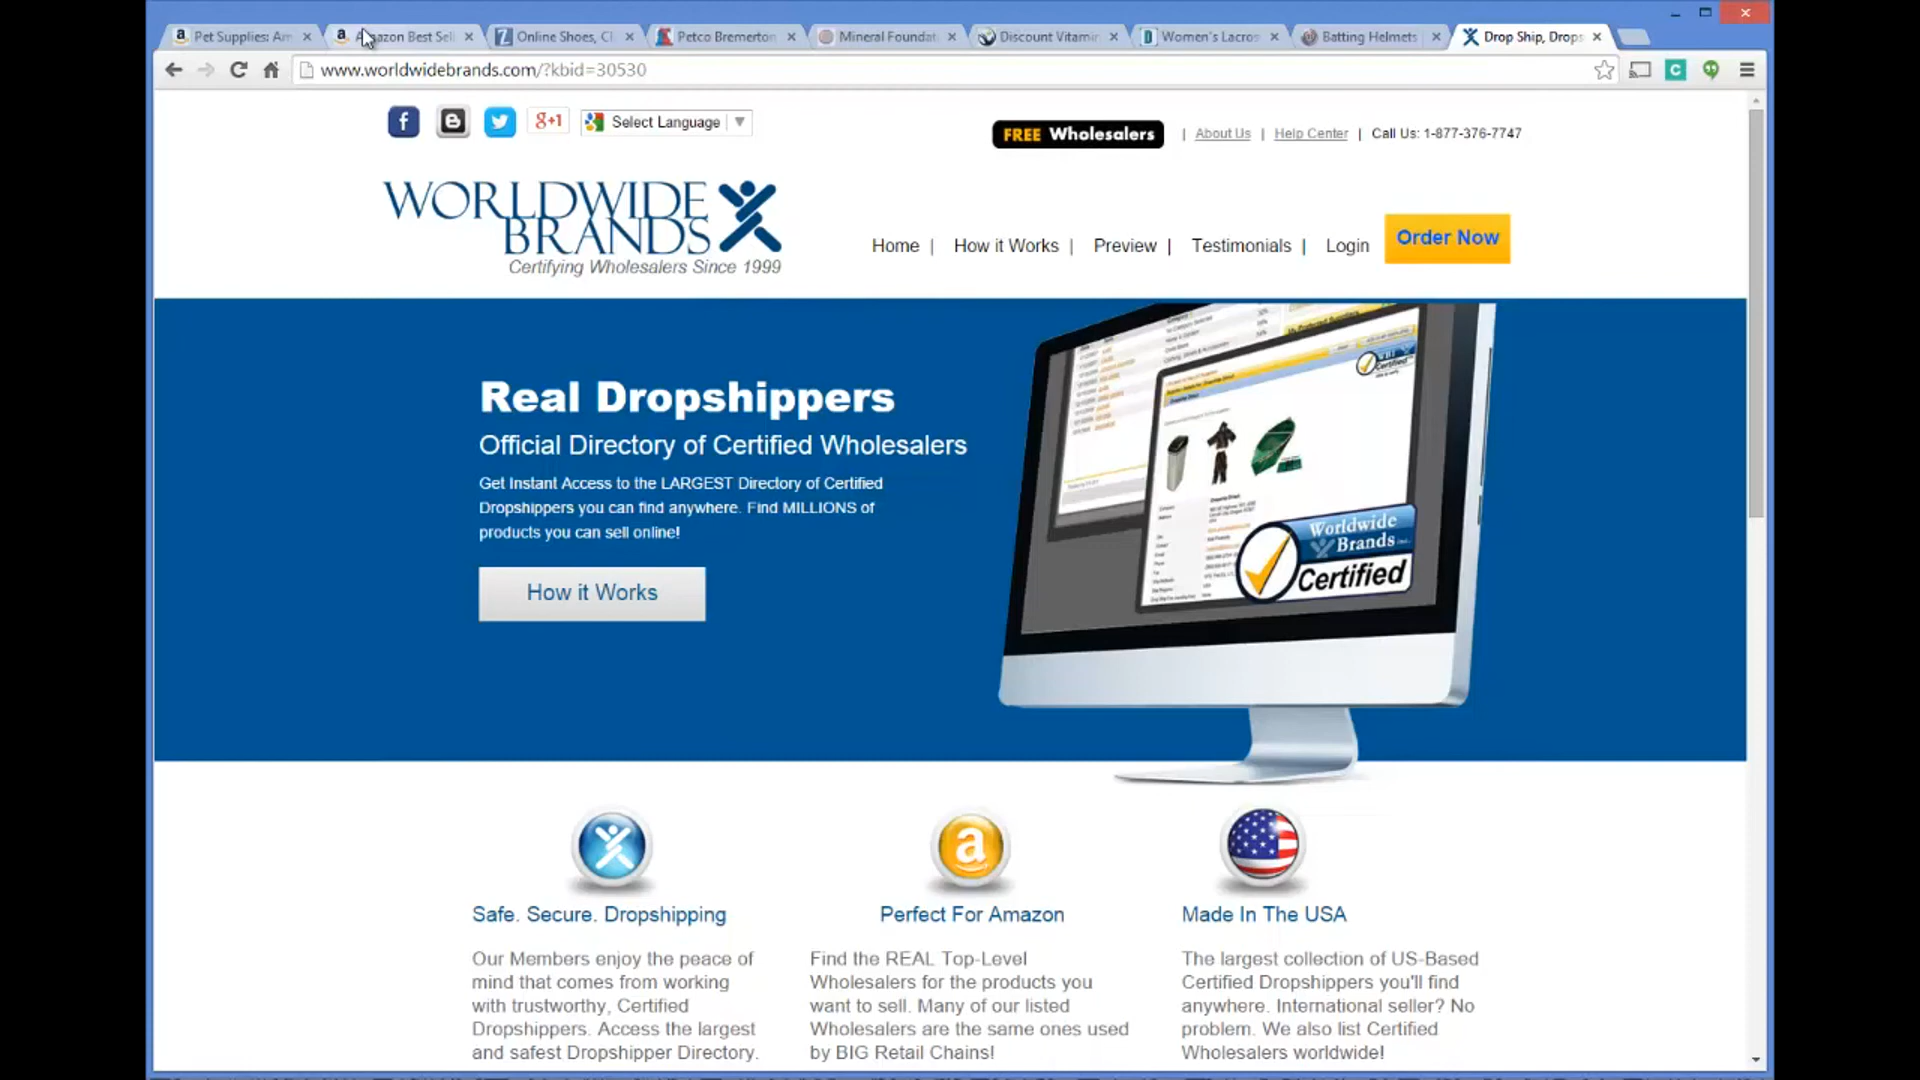 Pet Supplies: Am
Amazon Best Sell
Online Shoes, Cl
Petco Bremerton
Mineral Foundat
Discount Vitamin
Women's Lacros
Batting Helmets
Drop Ship, Drops
www.worldwidebrands.com/?kbid=30530
g+1
Select Language
FREE Wholesalers
| About Us | Help Center | Call Us: 1-877-376-7747
WORLDWIDE
BRANDS
Certifying Wholesalers Since 1999
Home | How it Works | Preview | Testimonials | Login
Order Now
Real Dropshippers
Official Directory of Certified Wholesalers
Get Instant Access to the LARGEST Directory of Certified
Dropshippers you can find anywhere. Find MILLIONS of
products you can sell online!
How it Works
Worldwide
Brands
Certified
Safe. Secure. Dropshipping
Our Members enjoy the peace of
mind that comes from working
with trustworthy, Certified
Dropshippers. Access the largest
and safest Dropshipper Directory.
Perfect For Amazon
Find the REAL Top-Level
Wholesalers for the products you
want to sell. Many of our listed
Wholesalers are the same ones used
by BIG Retail Chains!
Made In The USA
The largest collection of US-Based
Certified Dropshippers you'll find
anywhere. International seller? No
problem. We also list Certified
Wholesalers worldwide!